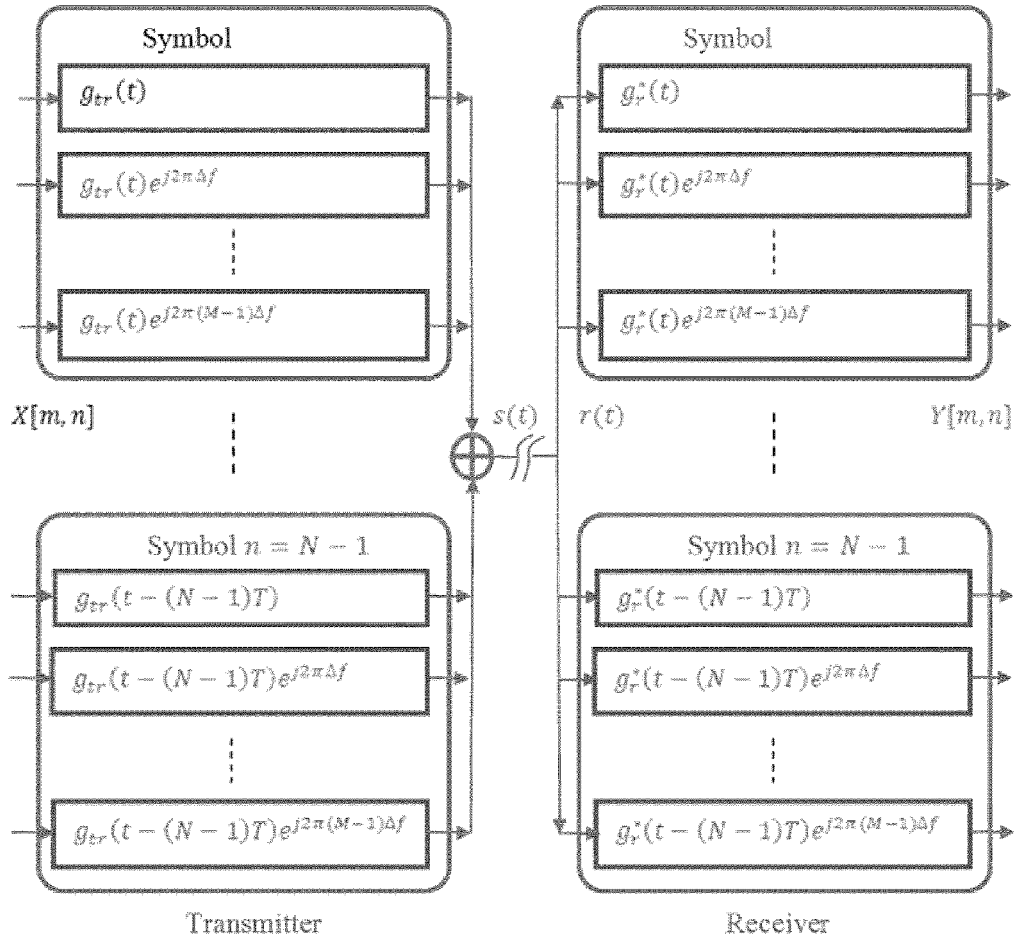 Symbol
g_{tr}(t)
g_{tr}(t)e^{j2πΔf}
g_{tr}(t)e^{j2π(M−1)Δf}
Symbol
g_r^*(t)
g_r^*(t)e^{j2πΔf}
g_r^*(t)e^{j2π(M−1)Δf}
X[m, n]
s(t)
r(t)
Y[m, n]
Symbol n = N − 1
g_{tr}(t − (N − 1)T)
g_{tr}(t − (N − 1)T)e^{j2πΔf}
g_{tr}(t − (N − 1)T)e^{j2π(M−1)Δf}
Symbol n = N − 1
g_r^*(t − (N − 1)T)
g_r^*(t − (N − 1)T)e^{j2πΔf}
g_r^*(t − (N − 1)T)e^{j2π(M−1)Δf}
Transmitter
Receiver